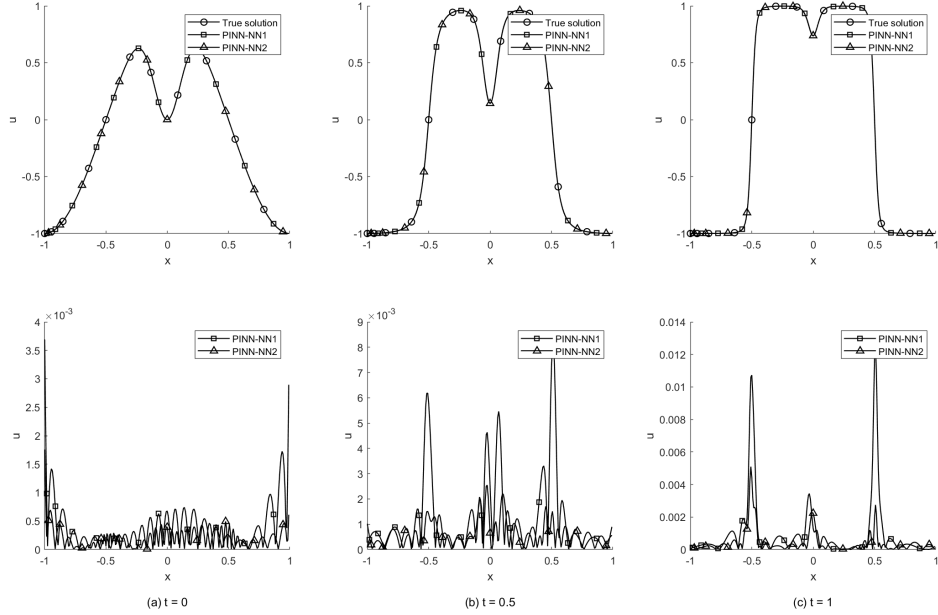 True solution
PINN-NN1
PINN-NN2
1
0.5
0
-0.5
-1
u
-1
-0.5
0
0.5
1
x
True solution
PINN-NN1
PINN-NN2
1
0.5
0
-0.5
-1
u
-1
-0.5
0
0.5
1
x
True solution
PINN-NN1
PINN-NN2
1
0.5
0
-0.5
-1
u
-1
-0.5
0
0.5
1
x
×10⁻³
PINN-NN1
PINN-NN2
4
3.5
3
2.5
2
1.5
1
0.5
0
u
-1
-0.5
0
0.5
1
x
(a) t = 0
×10⁻³
PINN-NN1
PINN-NN2
9
8
7
6
5
4
3
2
1
0
u
-1
-0.5
0
0.5
1
x
(b) t = 0.5
PINN-NN1
PINN-NN2
0.014
0.012
0.01
0.008
0.006
0.004
0.002
0
u
-1
-0.5
0
0.5
1
x
(c) t = 1